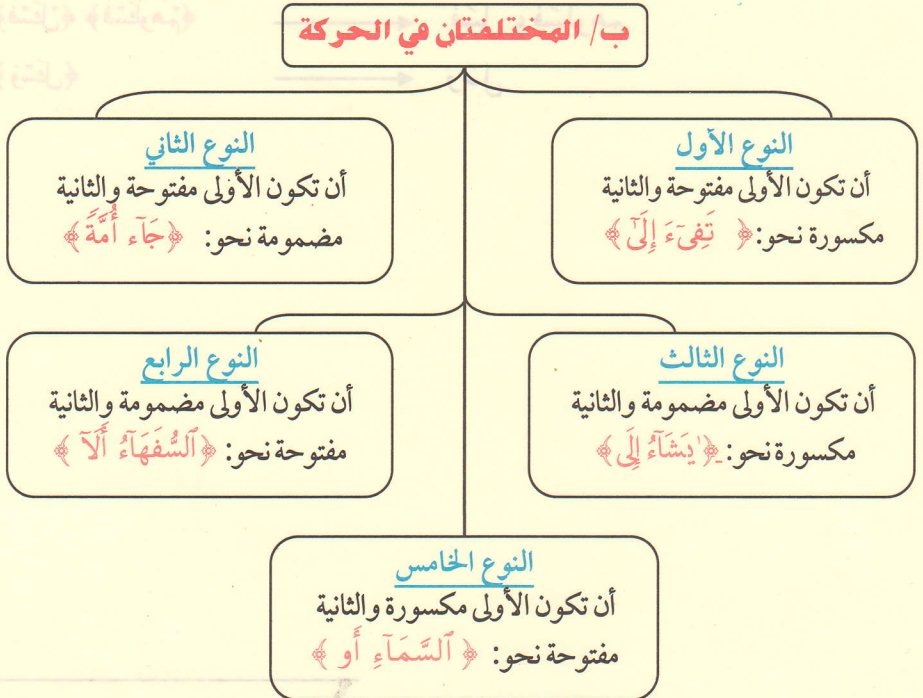 ب/ المختلفتان في الحركة
النوع الأول
أن تكون الأولى مفتوحة والثانية
مكسورة نحو: ﴿ تَفِيٓءَ إِلَىٰٓ ﴾
النوع الثاني
أن تكون الأولى مفتوحة والثانية
مضمومة نحو: ﴿جَآءَ أُمَّةً﴾
النوع الثالث
أن تكون الأولى مضمومة والثانية
مكسورة نحو: ﴿يَشَآءُ إِلَى﴾
النوع الرابع
أن تكون الأولى مضمومة والثانية
مفتوحة نحو: ﴿ٱلسُّفَهَآءُ أَلَآ ﴾
النوع الخامس
أن تكون الأولى مكسورة والثانية
مفتوحة نحو: ﴿ ٱلسَّمَآءِ أَو ﴾